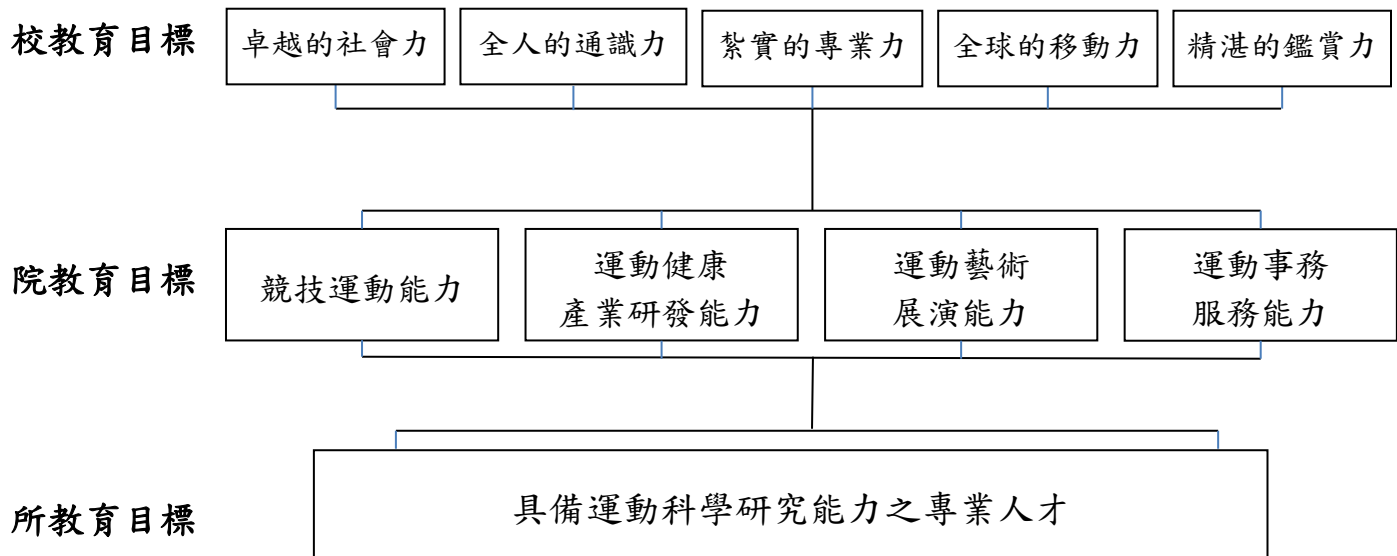 校教育目標
卓越的社會力
全人的通識力
紮實的專業力
全球的移動力
精湛的鑑賞力
院教育目標
競技運動能力
運動健康
產業研發能力
運動藝術
展演能力
運動事務
服務能力
所教育目標
具備運動科學研究能力之專業人才